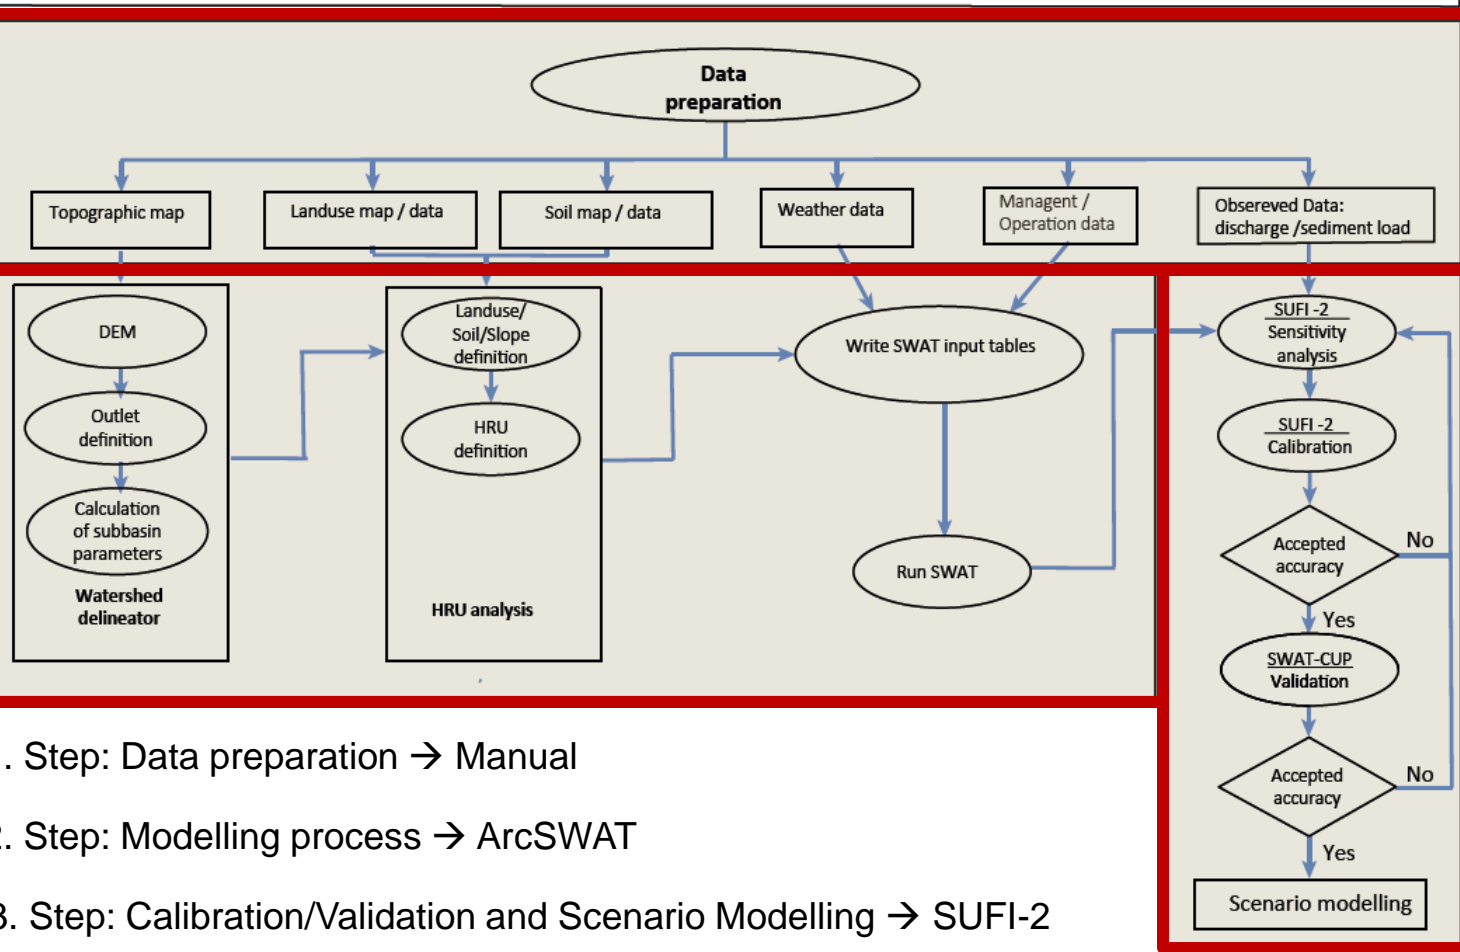 Data
preparation
Topographic map
Landuse map / data
Soil map / data
Weather data
Managent /
Operation data
Obsereved Data:
discharge /sediment load
DEM
Outlet
definition
Calculation
of subbasin
parameters
Watershed
delineator
Landuse/
Soil/Slope
definition
HRU
definition
HRU analysis
Write SWAT input tables
Run SWAT
SUFI -2
Sensitivity
analysis
SUFI -2
Calibration
Accepted
accuracy
No
Yes
SWAT-CUP
Validation
Accepted
accuracy
No
Yes
Scenario modelling
. Step: Data preparation → Manual
2. Step: Modelling process → ArcSWAT
3. Step: Calibration/Validation and Scenario Modelling → SUFI-2